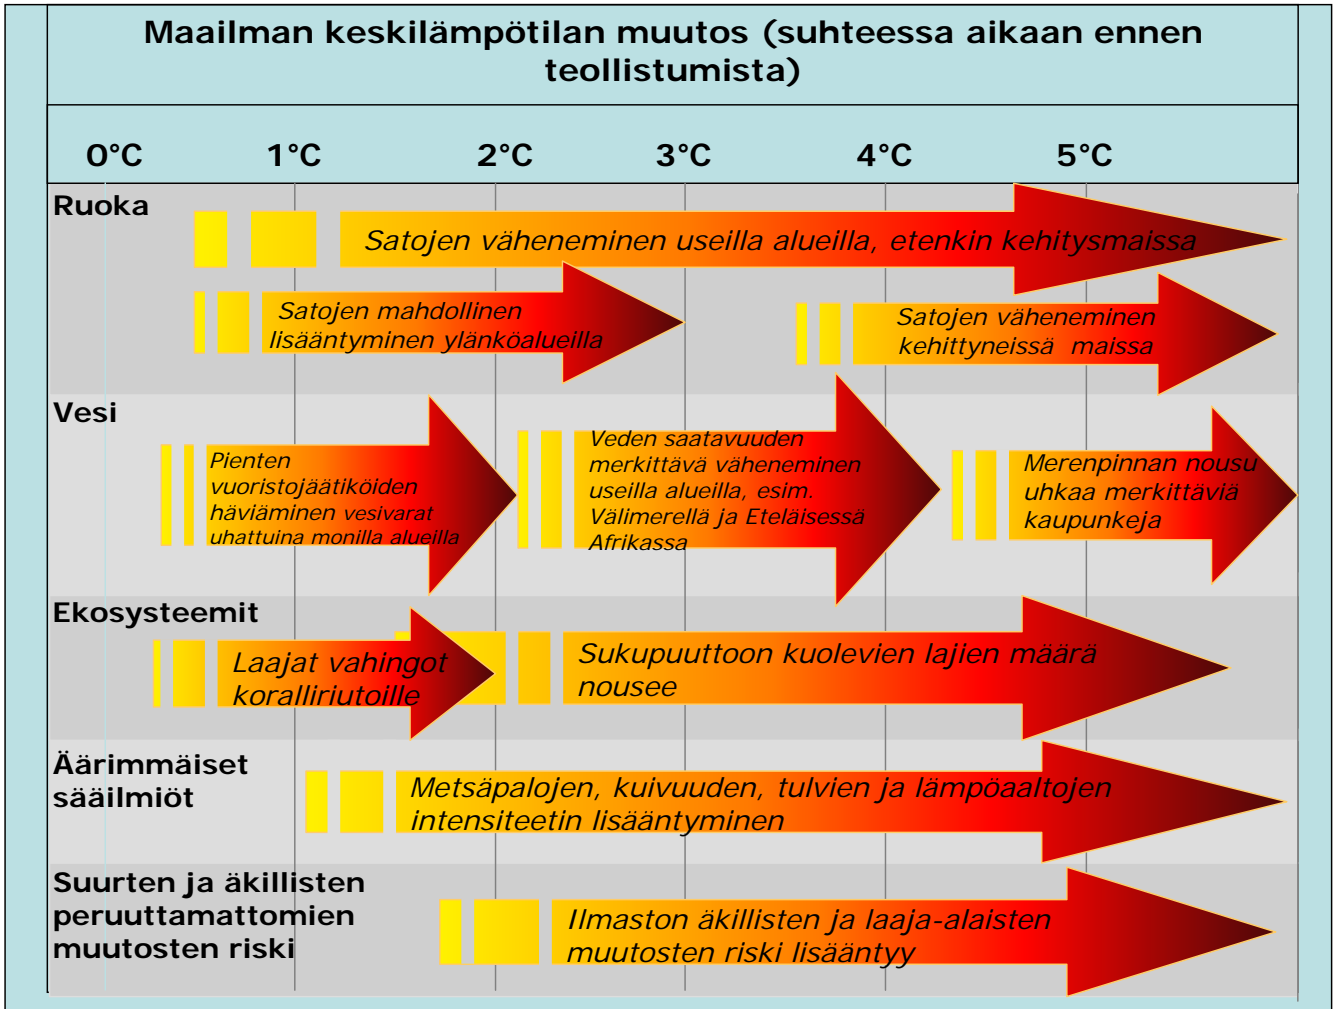 Maailman keskilämpötilan muutos (suhteessa aikaan ennen
teollistumista)
0°C 1°C 2°C 3°C 4°C 5°C
Ruoka
Satojen väheneminen useilla alueilla, etenkin kehitysmaissa
Satojen mahdollinen
lisääntyminen ylänköalueilla
Satojen väheneminen
kehittyneissä maissa
Vesi
Pienten
vuoristojäätiköiden
häviäminen vesivarat
uhattuina monilla alueilla
Veden saatavuuden
merkittävä väheneminen
useilla alueilla, esim.
Välimerellä ja Eteläisessä
Afrikassa
Merenpinnan nousu
uhkaa merkittäviä
kaupunkeja
Ekosysteemit
Laajat vahingot
koralliriutoille
Sukupuuttoon kuolevien lajien määrä
nousee
Äärimmäiset
sääilmiöt
Metsäpalojen, kuivuuden, tulvien ja lämpöaaltojen
intensiteetin lisääntyminen
Suurten ja äkillisten
peruuttamattomien
muutosten riski
Ilmaston äkillisten ja laaja-alaisten
muutosten riski lisääntyy